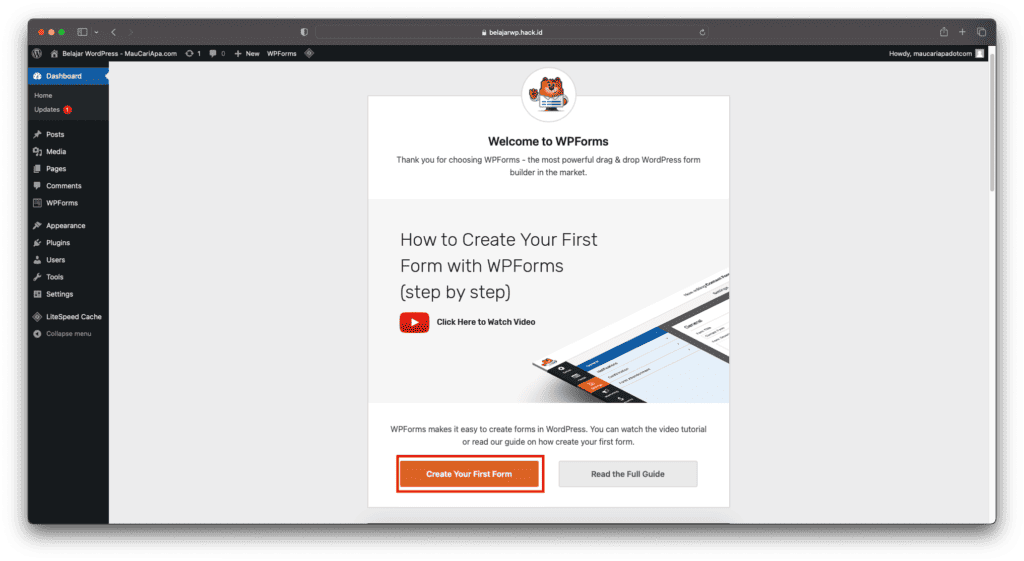 belajarwp.hack.id
Belajar WordPress - MauCariApa.com 1 0 + New WPForms
Howdy, maucariapadotcom
Dashboard
Home
Updates 1
Posts
Media
Pages
Comments
WPForms
Appearance
Plugins
Users
Tools
Settings
LiteSpeed Cache
Collapse menu
Welcome to WPForms
Thank you for choosing WPForms - the most powerful drag & drop WordPress form
builder in the market.
How to Create Your First
Form with WPForms
(step by step)
Click Here to Watch Video
General
WPForms makes it easy to create forms in WordPress. You can watch the video tutorial
or read our guide on how create your first form.
Create Your First Form
Read the Full Guide